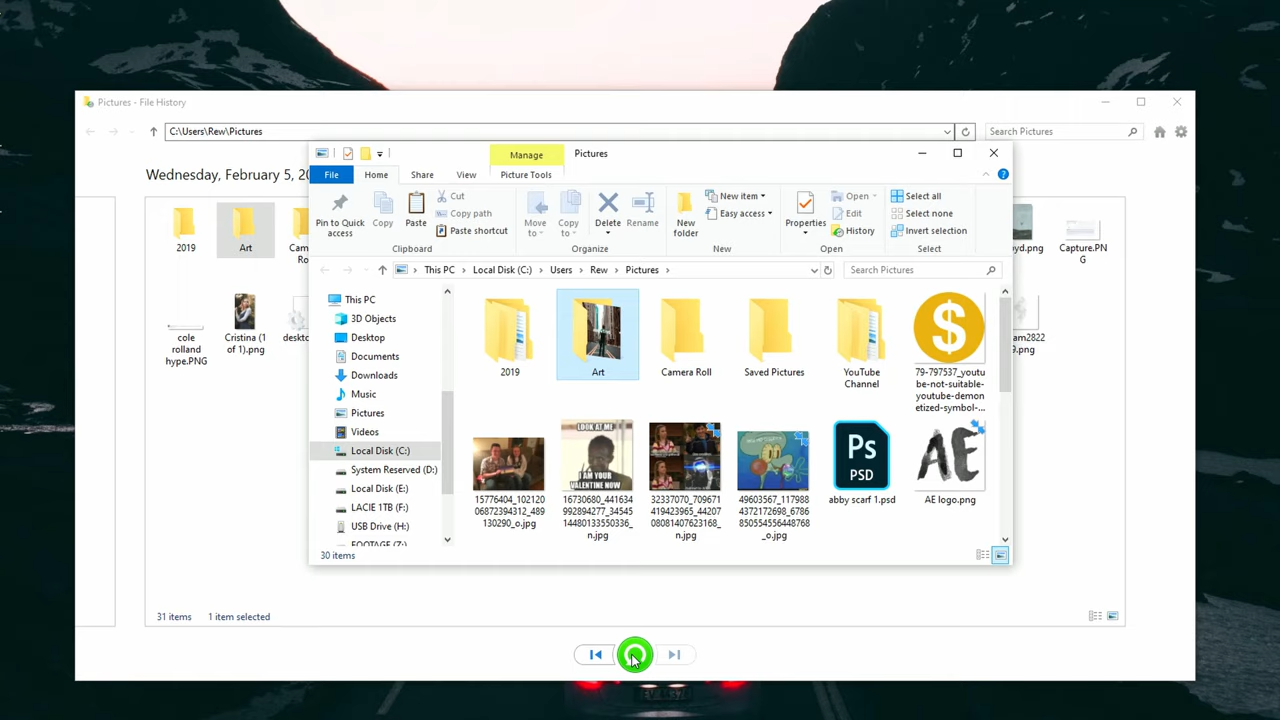 Pictures - File History
C:\Users\Rew\Pictures
Search Pictures
Wednesday, February 5, 20
2019
Art
Cam
Ro
oyd.png
Capture.PN
G
cole
rolland
hype.PNG
Cristina (1
of 1).png
deskto
am2822
9.png
31 items
1 item selected
Manage
Pictures
File
Home
Share
View
Picture Tools
Pin to Quick
access
Copy
Paste
Cut
Copy path
Paste shortcut
Clipboard
Move
to
Copy
to
Delete
Rename
Organize
New
folder
New item
Easy access
New
Properties
Open
Edit
History
Open
Select all
Select none
Invert selection
Select
This PC
Local Disk (C:)
Users
Rew
Pictures
Search Pictures
This PC
3D Objects
Desktop
Documents
Downloads
Music
Pictures
Videos
Local Disk (C:)
System Reserved (D:)
Local Disk (E:)
LACIE 1TB (F:)
USB Drive (H:)
FOOTAGE (Z:)
2019
Art
Camera Roll
Saved Pictures
YouTube
Channel
$
79-797537_youtu
be-not-suitable-
youtube-demon
etized-symbol-...
LOOK AT ME
I AM YOUR
VALENTINE NOW
Ps
PSD
AE
15776404_102120
06872394312_489
130290_o.jpg
16730680_441634
992894277_34545
14480133550336_
n.jpg
32337070_709671
419423965_44207
08081407623168_
n.jpg
49603567_117988
4372172698_6786
850554556448768
_o.jpg
abby scarf 1.psd
AE logo.png
30 items